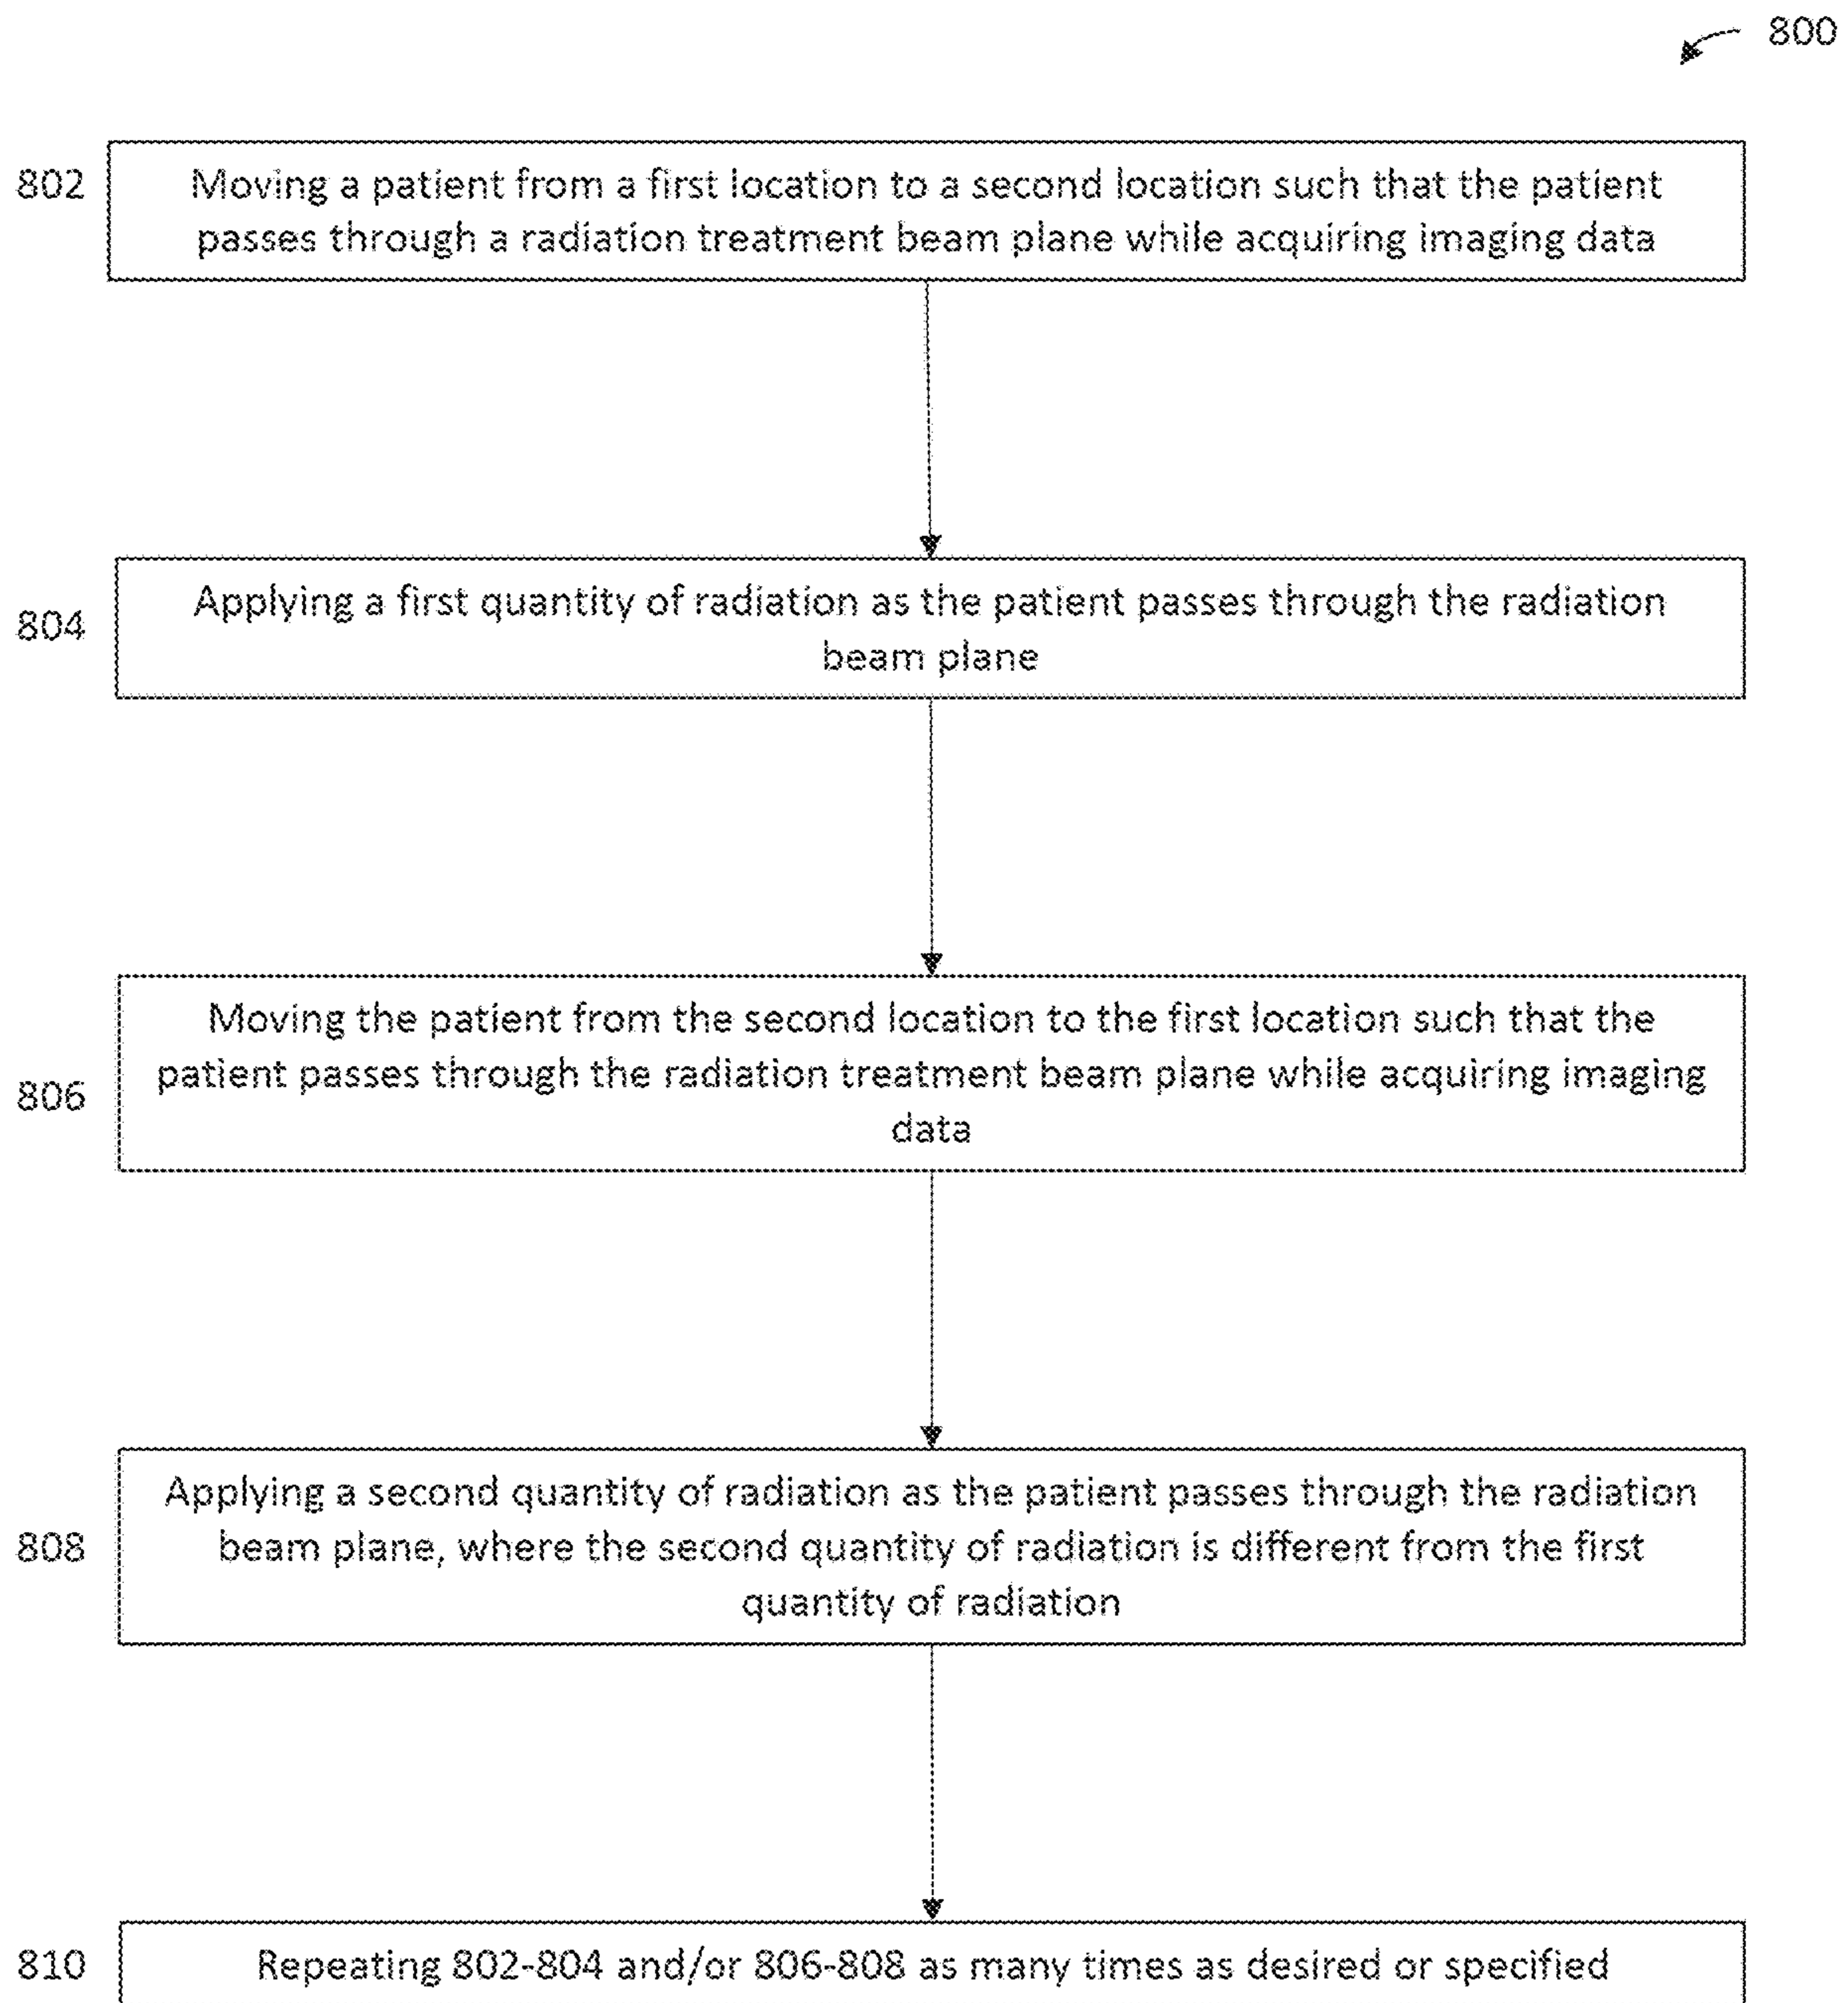 800
802
Moving a patient from a first location to a second location such that the patient
passes through a radiation treatment beam plane while acquiring imaging data
804
Applying a first quantity of radiation as the patient passes through the radiation
beam plane
806
Moving the patient from the second location to the first location such that the
patient passes through the radiation treatment beam plane while acquiring imaging
data
808
Applying a second quantity of radiation as the patient passes through the radiation
beam plane, where the second quantity of radiation is different from the first
quantity of radiation
810
Repeating 802-804 and/or 806-808 as many times as desired or specified